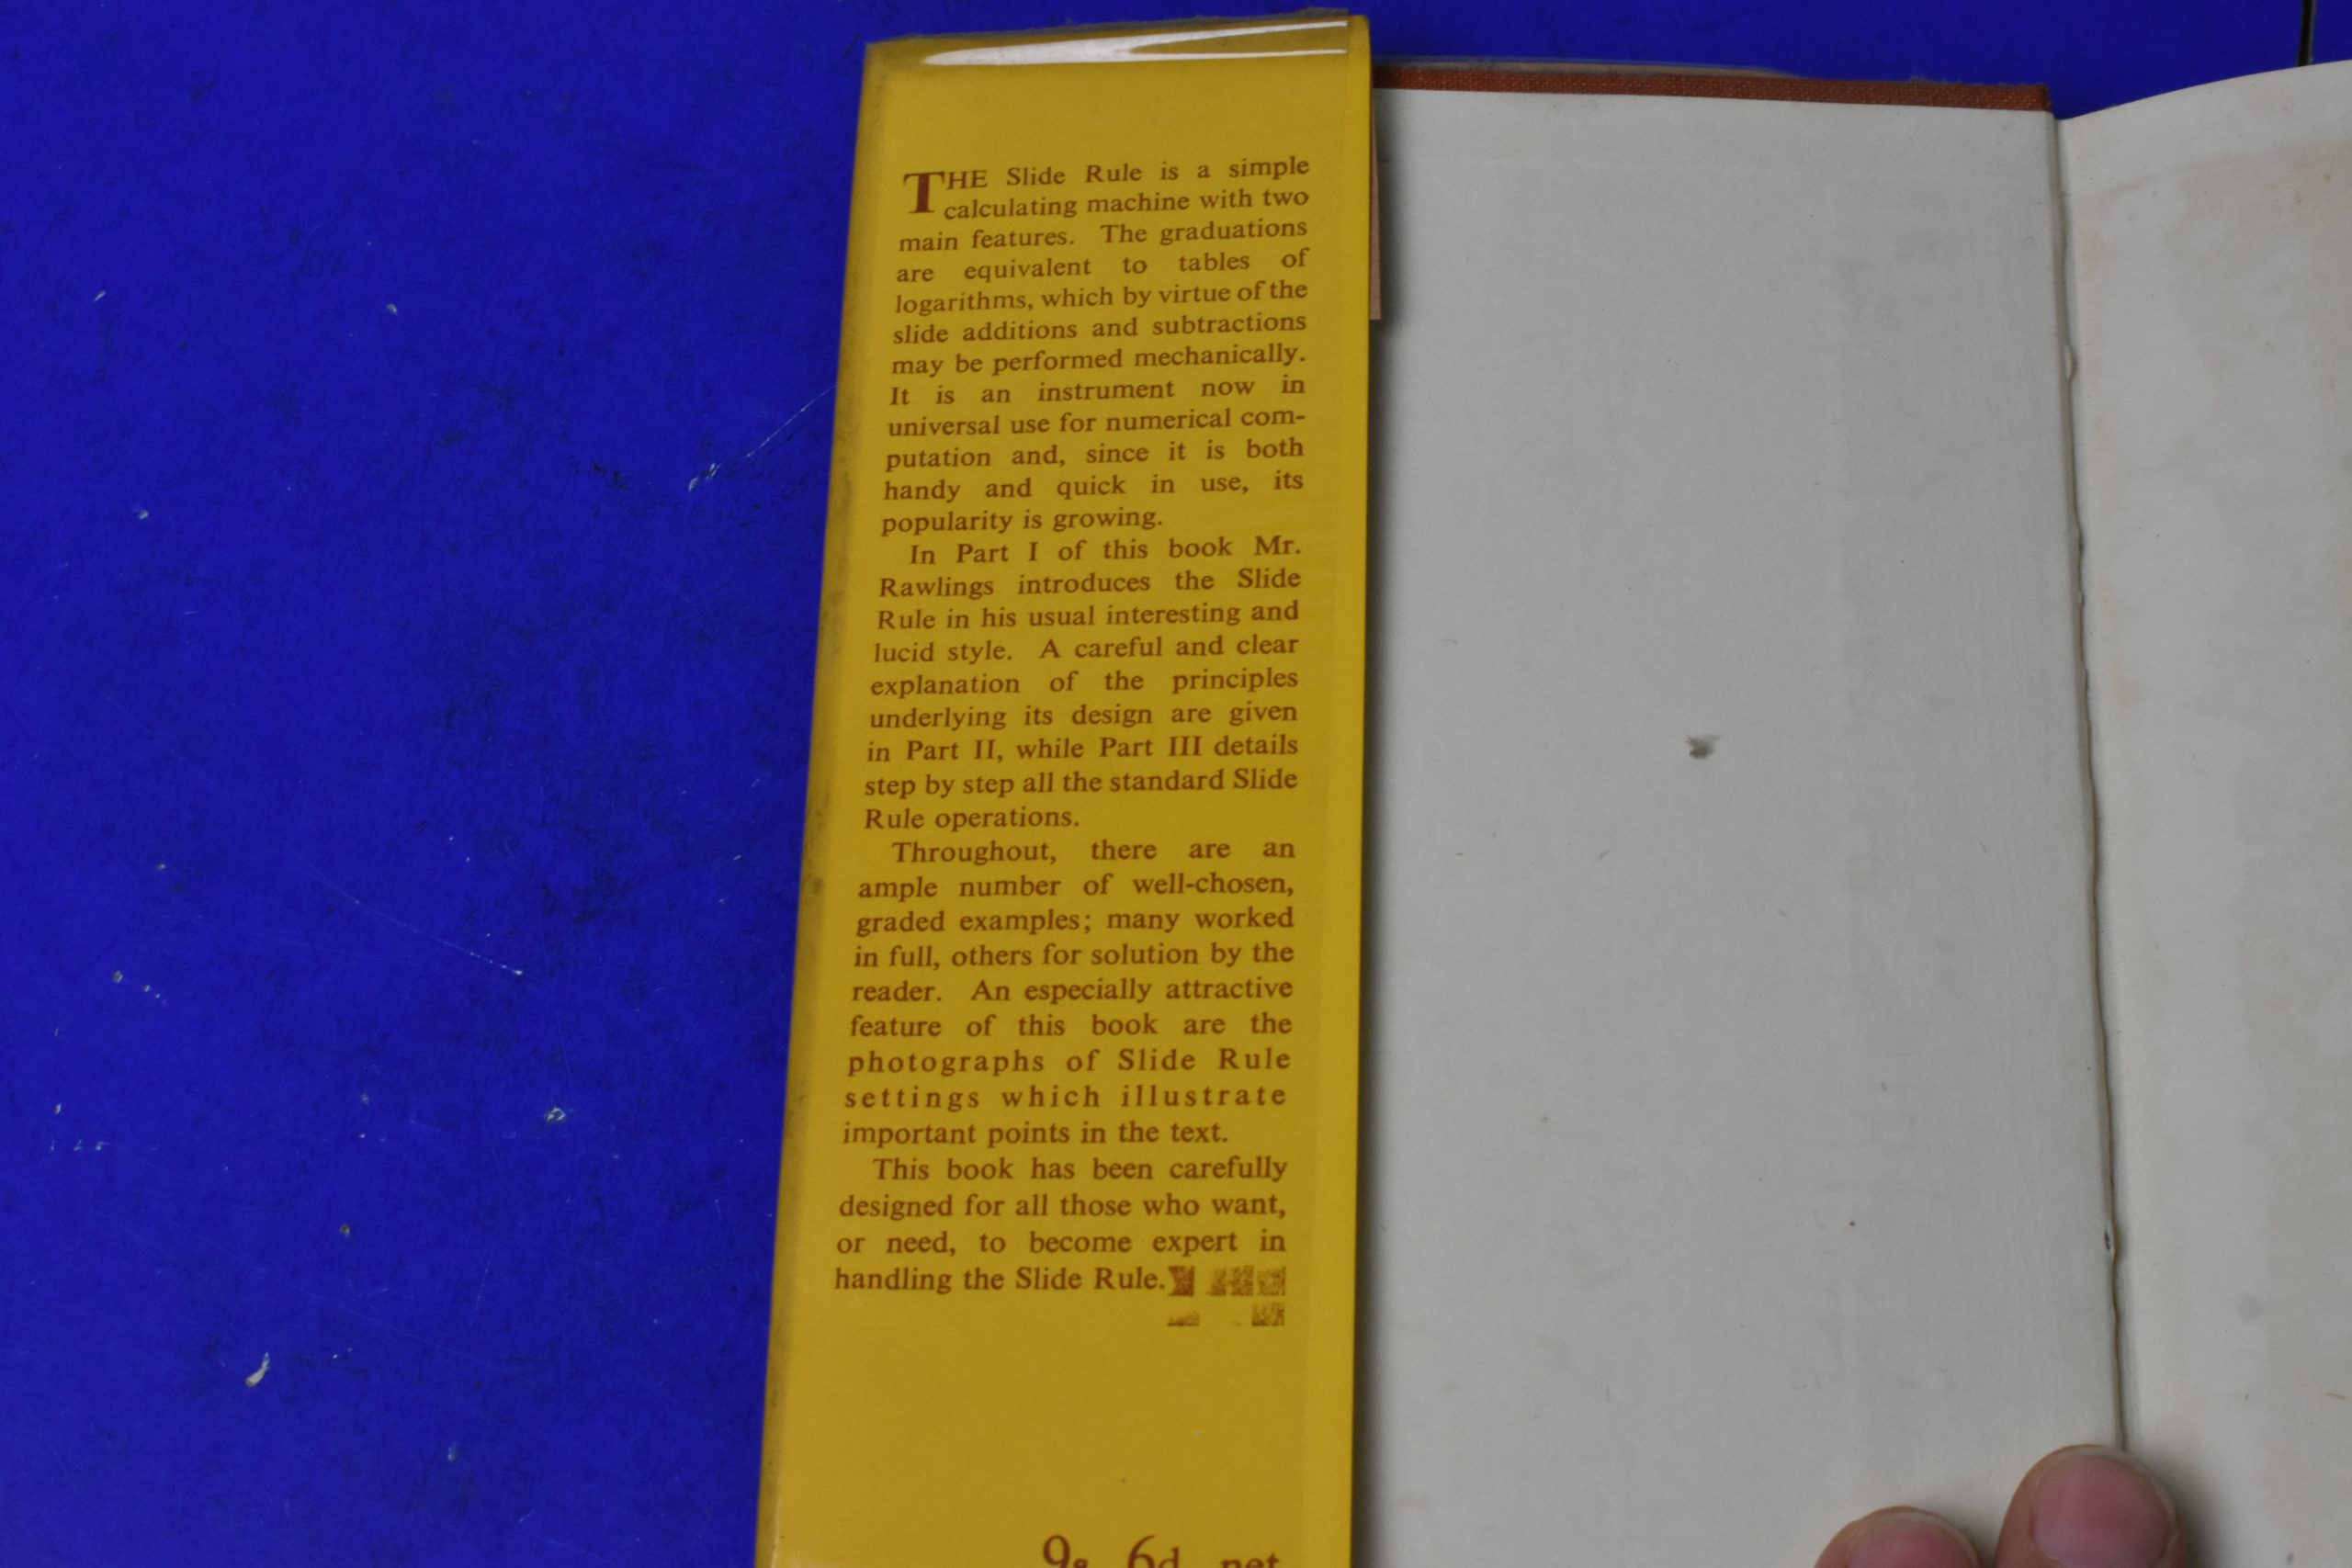 THE Slide Rule is a simple
calculating machine with two
main features. The graduations
are equivalent to tables of
logarithms, which by virtue of the
slide additions and subtractions
may be performed mechanically.
It is an instrument now in
universal use for numerical com-
putation and, since it is both
handy and quick in use, its
popularity is growing.
In Part I of this book Mr.
Rawlings introduces the Slide
Rule in his usual interesting and
lucid style. A careful and clear
explanation of the principles
underlying its design are given
in Part II, while Part III details
step by step all the standard Slide
Rule operations.
Throughout, there are an
ample number of well-chosen,
graded examples; many worked
in full, others for solution by the
reader. An especially attractive
feature of this book are the
photographs of Slide Rule
settings which illustrate
important points in the text.
This book has been carefully
designed for all those who want,
or need, to become expert in
handling the Slide Rule.
9s. 6d. net